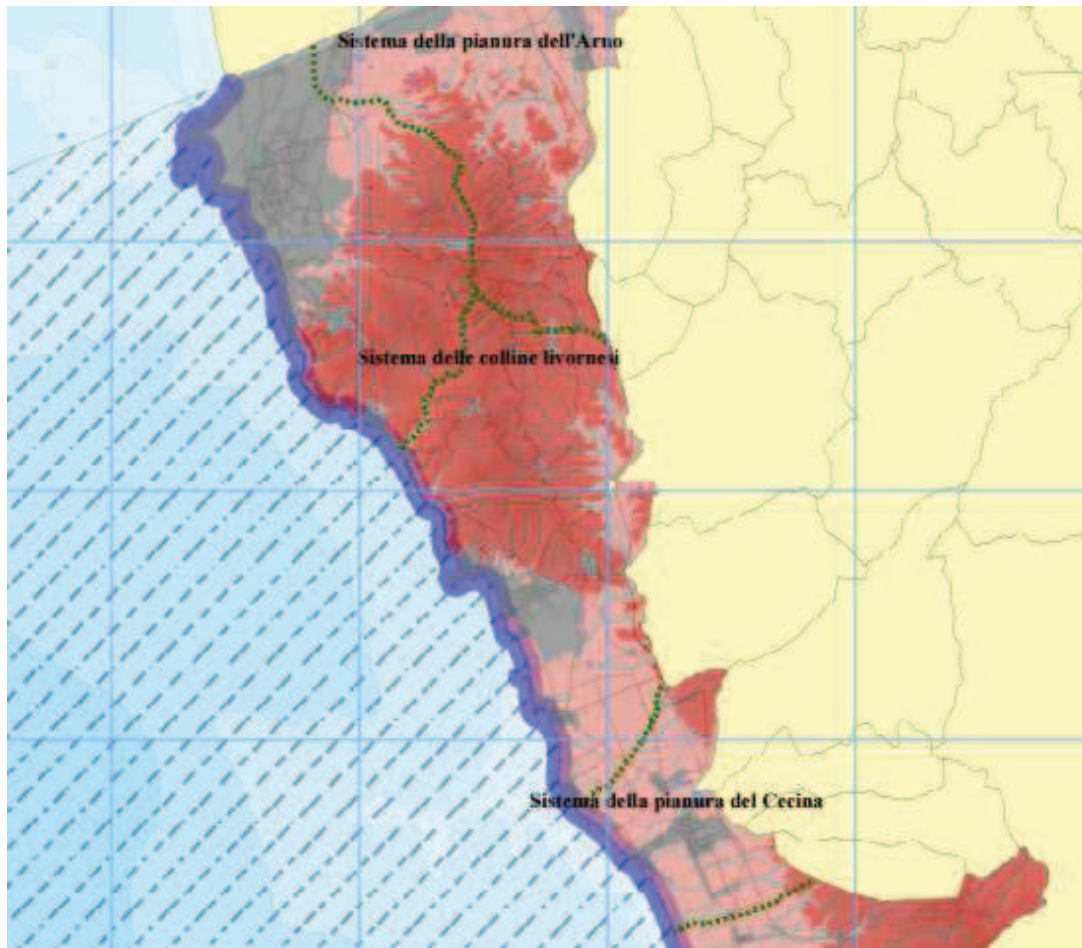 Sistema della pianura dell'Arno
Sistema delle colline livornesi
Sistema della pianura del Cecina